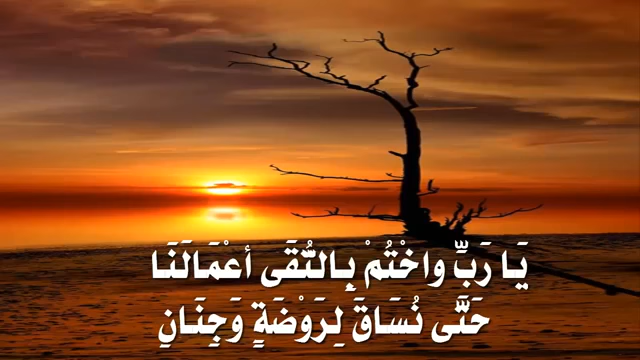 يَا رَبِّ واخْتُمْ بِالتُّقَى أعْمَالَنَا
حَتَّى نُسَاقَ لِرَوْضَةٍ وَجِنَانِ